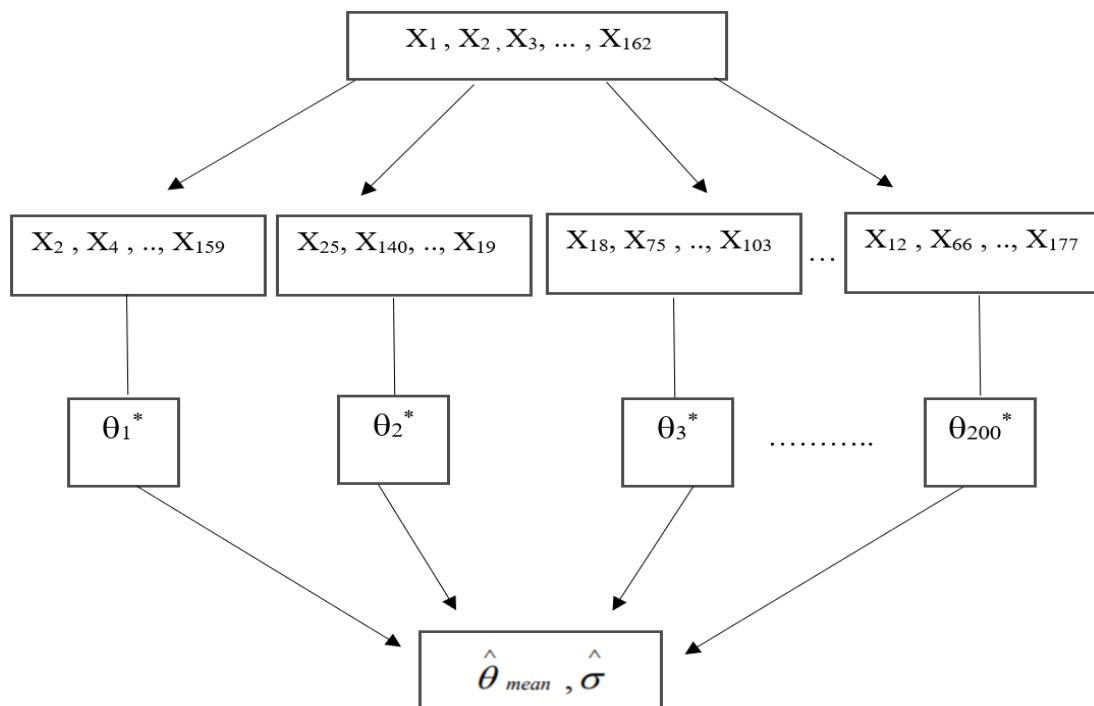 X₁ , X₂ , X₃, ... , X₁₆₂
X₂ , X₄ , .., X₁₅₉
X₂₅, X₁₄₀, .., X₁₉
X₁₈, X₇₅ , .., X₁₀₃
...
X₁₂ , X₆₆ , .., X₁₇₇
θ₁*
θ₂*
θ₃*
………..
θ₂₀₀*
θ̂ mean , σ̂